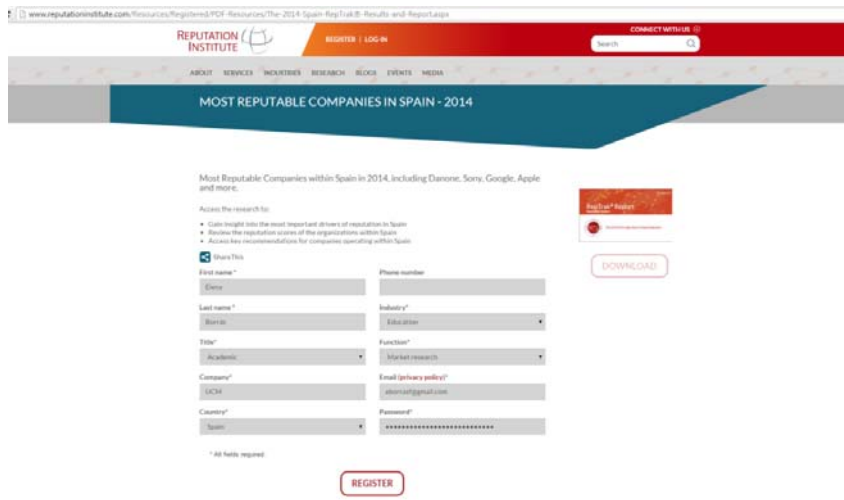 www.reputationinstitute.com/Resources/Registered/PDF-Resources/The-2014-Spain-RepTrak®-Results-and-Report.aspx
REPUTATION
INSTITUTE
REGISTER | LOG-IN
CONNECT WITH US
Search
ABOUT SERVICES INDUSTRIES RESEARCH BLOGS EVENTS MEDIA
MOST REPUTABLE COMPANIES IN SPAIN - 2014
Most Reputable Companies within Spain in 2014, including Danone, Sony, Google, Apple
and more.
Access the research to:
• Gain insight into the most important drivers of reputation in Spain
• Review the reputation scores of the organizations within Spain
• Access key recommendations for companies operating within Spain
Share This
RepTrak® Report
DOWNLOAD
First name * Phone number
Elena
Last name * Industry*
Borrás Education
Title* Function*
Academic Market research
Company* Email (privacy policy)*
UCM
Country* Password*
Spain ••••••••••••••••••••••••••••
* All fields required.
REGISTER